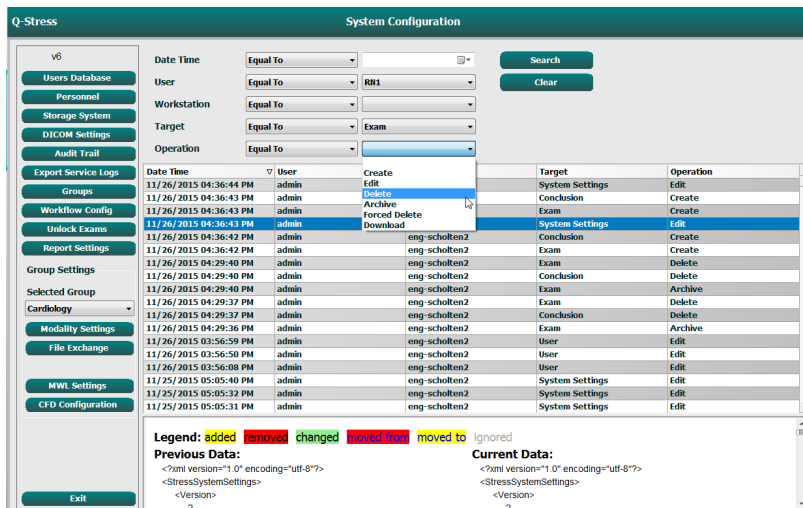 Q-Stress System Configuration
v6
Users Database
Personnel
Storage System
DICOM Settings
Audit Trail
Export Service Logs
Groups
Workflow Config
Unlock Exams
Report Settings
Group Settings
Selected Group
Cardiology
Modality Settings
File Exchange
MWL Settings
CFD Configuration
Exit
Date Time Equal To Search
User Equal To RN1 Clear
Workstation Equal To
Target Equal To Exam
Operation Equal To
Create
Edit
Delete
Archive
Forced Delete
Download
Date Time User Target Operation
11/26/2015 04:36:44 PM admin System Settings Edit
11/26/2015 04:36:43 PM admin Conclusion Create
11/26/2015 04:36:43 PM admin Exam Create
11/26/2015 04:36:43 PM admin System Settings Edit
11/26/2015 04:36:42 PM admin eng-scholten2 Conclusion Create
11/26/2015 04:36:42 PM admin eng-scholten2 Exam Create
11/26/2015 04:29:40 PM admin eng-scholten2 Exam Delete
11/26/2015 04:29:40 PM admin eng-scholten2 Conclusion Delete
11/26/2015 04:29:40 PM admin eng-scholten2 Exam Archive
11/26/2015 04:29:37 PM admin eng-scholten2 Exam Delete
11/26/2015 04:29:37 PM admin eng-scholten2 Conclusion Delete
11/26/2015 04:29:36 PM admin eng-scholten2 Exam Archive
11/26/2015 03:56:59 PM admin eng-scholten2 User Edit
11/26/2015 03:56:50 PM admin eng-scholten2 User Edit
11/26/2015 03:56:08 PM admin eng-scholten2 User Edit
11/25/2015 05:05:40 PM admin eng-scholten2 System Settings Edit
11/25/2015 05:05:32 PM admin eng-scholten2 System Settings Edit
11/25/2015 05:05:31 PM admin eng-scholten2 System Settings Edit
Legend: added removed changed moved from moved to ignored
Previous Data: Current Data:
<?xml version="1.0" encoding="utf-8"?> <?xml version="1.0" encoding="utf-8"?>
<StressSystemSettings> <StressSystemSettings>
<Version> <Version>